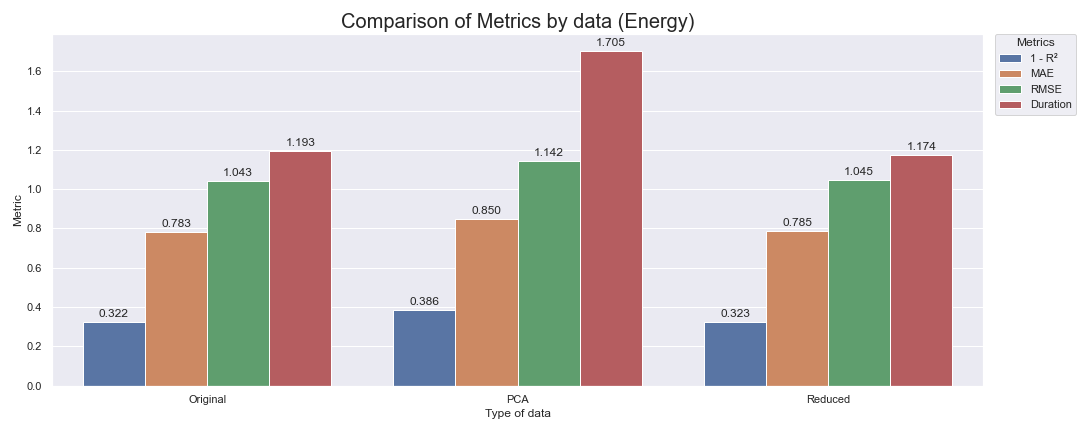 Comparison of Metrics by data (Energy)
Metrics
1 - R²
MAE
RMSE
Duration
Metric
1.6
1.4
1.2
1.0
0.8
0.6
0.4
0.2
0.0
0.322
0.783
1.043
1.193
0.386
0.850
1.142
1.705
0.323
0.785
1.045
1.174
Original
PCA
Reduced
Type of data